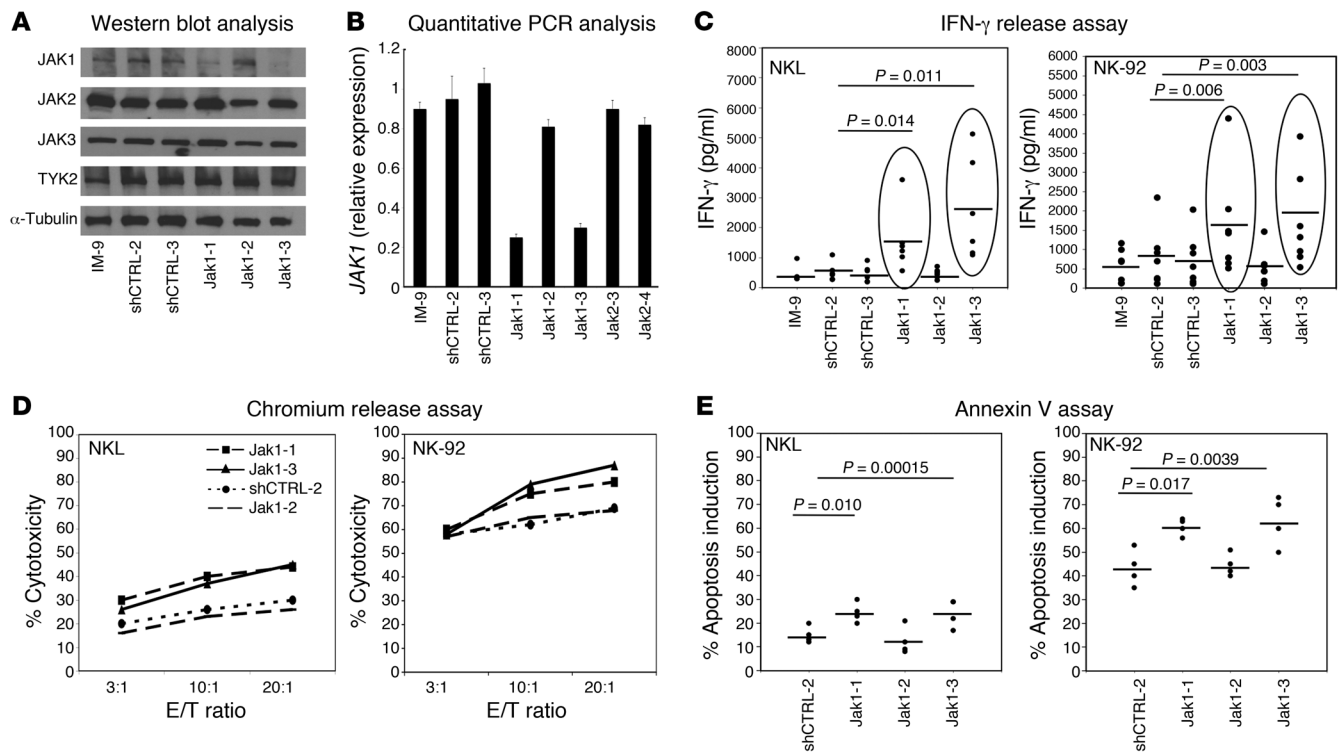 A Western blot analysis
JAK1
JAK2
JAK3
TYK2
α-Tubulin
IM-9
shCTRL-2
shCTRL-3
Jak1-1
Jak1-2
Jak1-3
B Quantitative PCR analysis
JAK1 (relative expression)
1.2
1
0.8
0.6
0.4
0.2
0
IM-9
shCTRL-2
shCTRL-3
Jak1-1
Jak1-2
Jak1-3
Jak2-3
Jak2-4
C IFN-γ release assay
NKL
IFN-γ (pg/ml)
8000
7000
6000
5000
4000
3000
2000
1000
0
P = 0.011
P = 0.014
IM-9
shCTRL-2
shCTRL-3
Jak1-1
Jak1-2
Jak1-3
NK-92
IFN-γ (pg/ml)
6000
5500
5000
4500
4000
3500
3000
2500
2000
1500
1000
500
0
P = 0.003
P = 0.006
IM-9
shCTRL-2
shCTRL-3
Jak1-1
Jak1-2
Jak1-3
D Chromium release assay
NKL
% Cytotoxicity
100
90
80
70
60
50
40
30
20
10
0
Jak1-1
Jak1-3
shCTRL-2
Jak1-2
3:1 10:1 20:1
E/T ratio
NK-92
% Cytotoxicity
100
90
80
70
60
50
40
30
20
10
0
3:1 10:1 20:1
E/T ratio
E Annexin V assay
NKL
% Apoptosis induction
100
90
80
70
60
50
40
30
20
10
0
P = 0.00015
P = 0.010
shCTRL-2
Jak1-1
Jak1-2
Jak1-3
NK-92
% Apoptosis induction
100
90
80
70
60
50
40
30
20
10
0
P = 0.0039
P = 0.017
shCTRL-2
Jak1-1
Jak1-2
Jak1-3